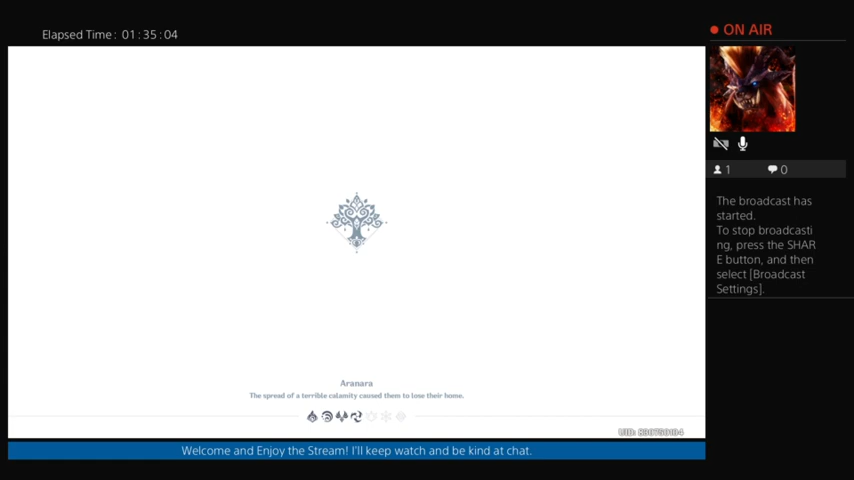 Elapsed Time: 01:35:04
ON AIR
1
0
The broadcast has
started.
To stop broadcasti
ng, press the SHAR
E button, and then
select [Broadcast
Settings].
Aranara
The spread of a terrible calamity caused them to lose their home.
UID:
Welcome and Enjoy the Stream! I'll keep watch and be kind at chat.